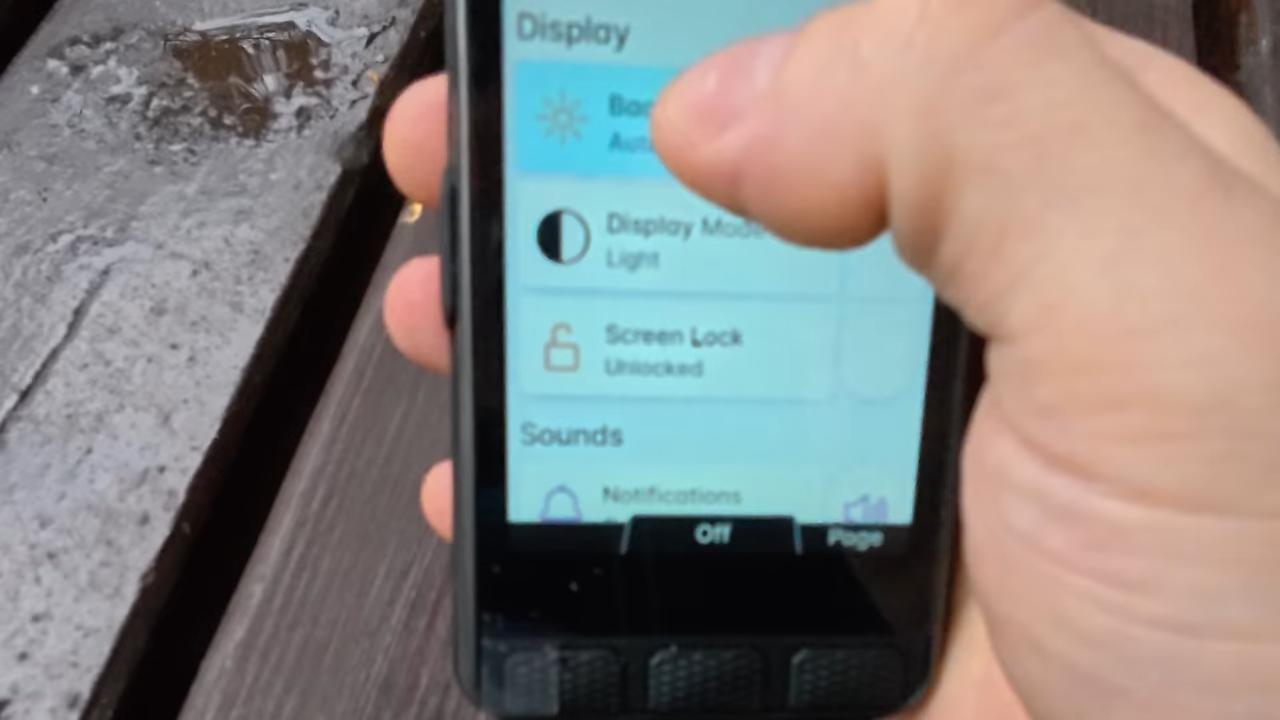 Display
Display Mode
Light
Screen Lock
Unlocked
Sounds
Notifications
Off
Page